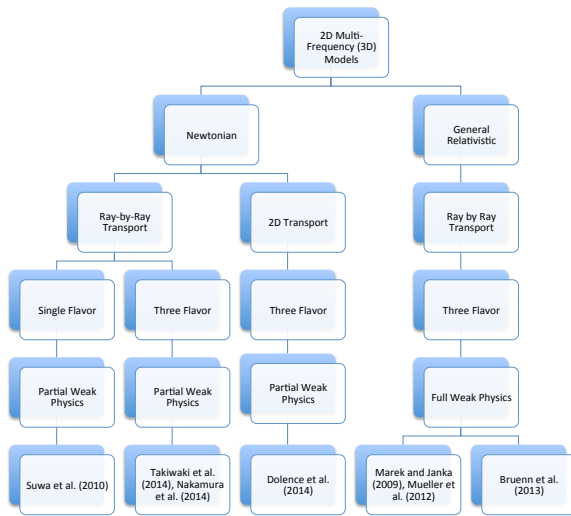 2D Multi-
Frequency (3D)
Models
Newtonian
General
Relativistic
Ray-by-Ray
Transport
2D Transport
Ray by Ray
Transport
Single Flavor
Three Flavor
Three Flavor
Three Flavor
Partial Weak
Physics
Partial Weak
Physics
Partial Weak
Physics
Full Weak Physics
Suwa et al. (2010)
Takiwaki et al.
(2014), Nakamura
et al. (2014)
Dolence et al.
(2014)
Marek and Janka
(2009), Mueller et
al. (2012)
Bruenn et al.
(2013)